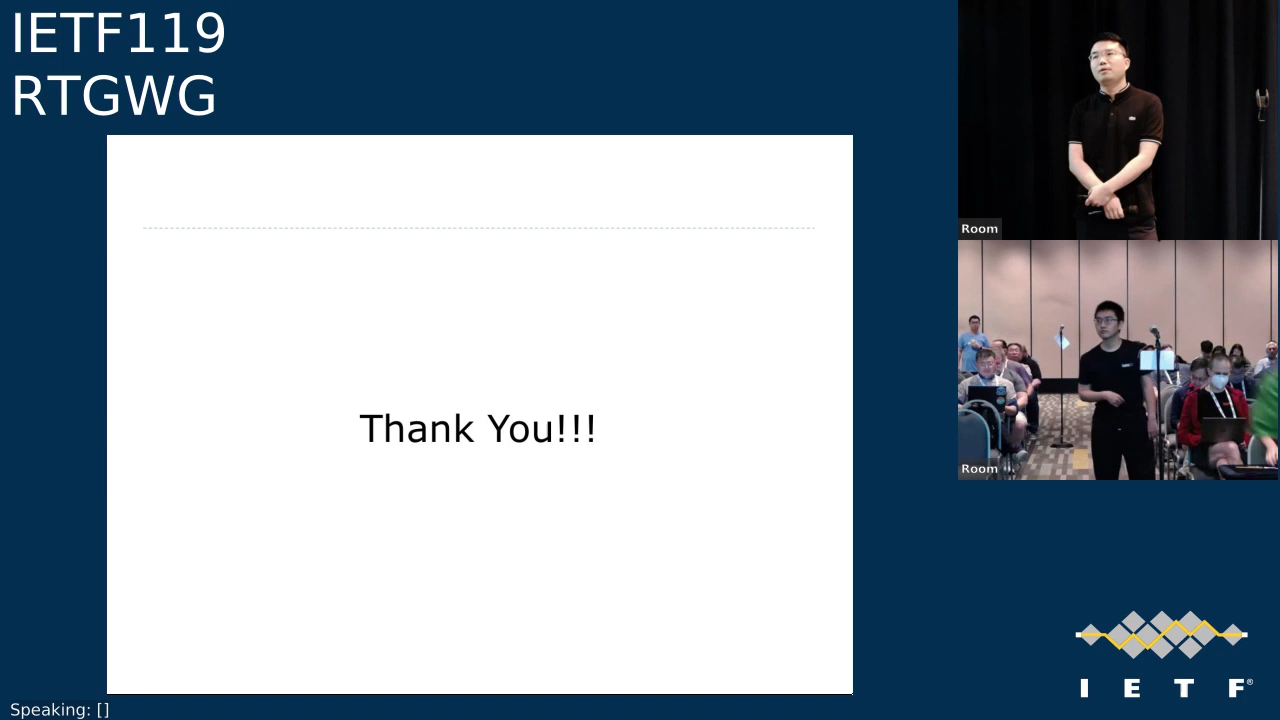 IETF119
RTGWG
Thank You!!!
Room
Room
I E T F®
Speaking: []